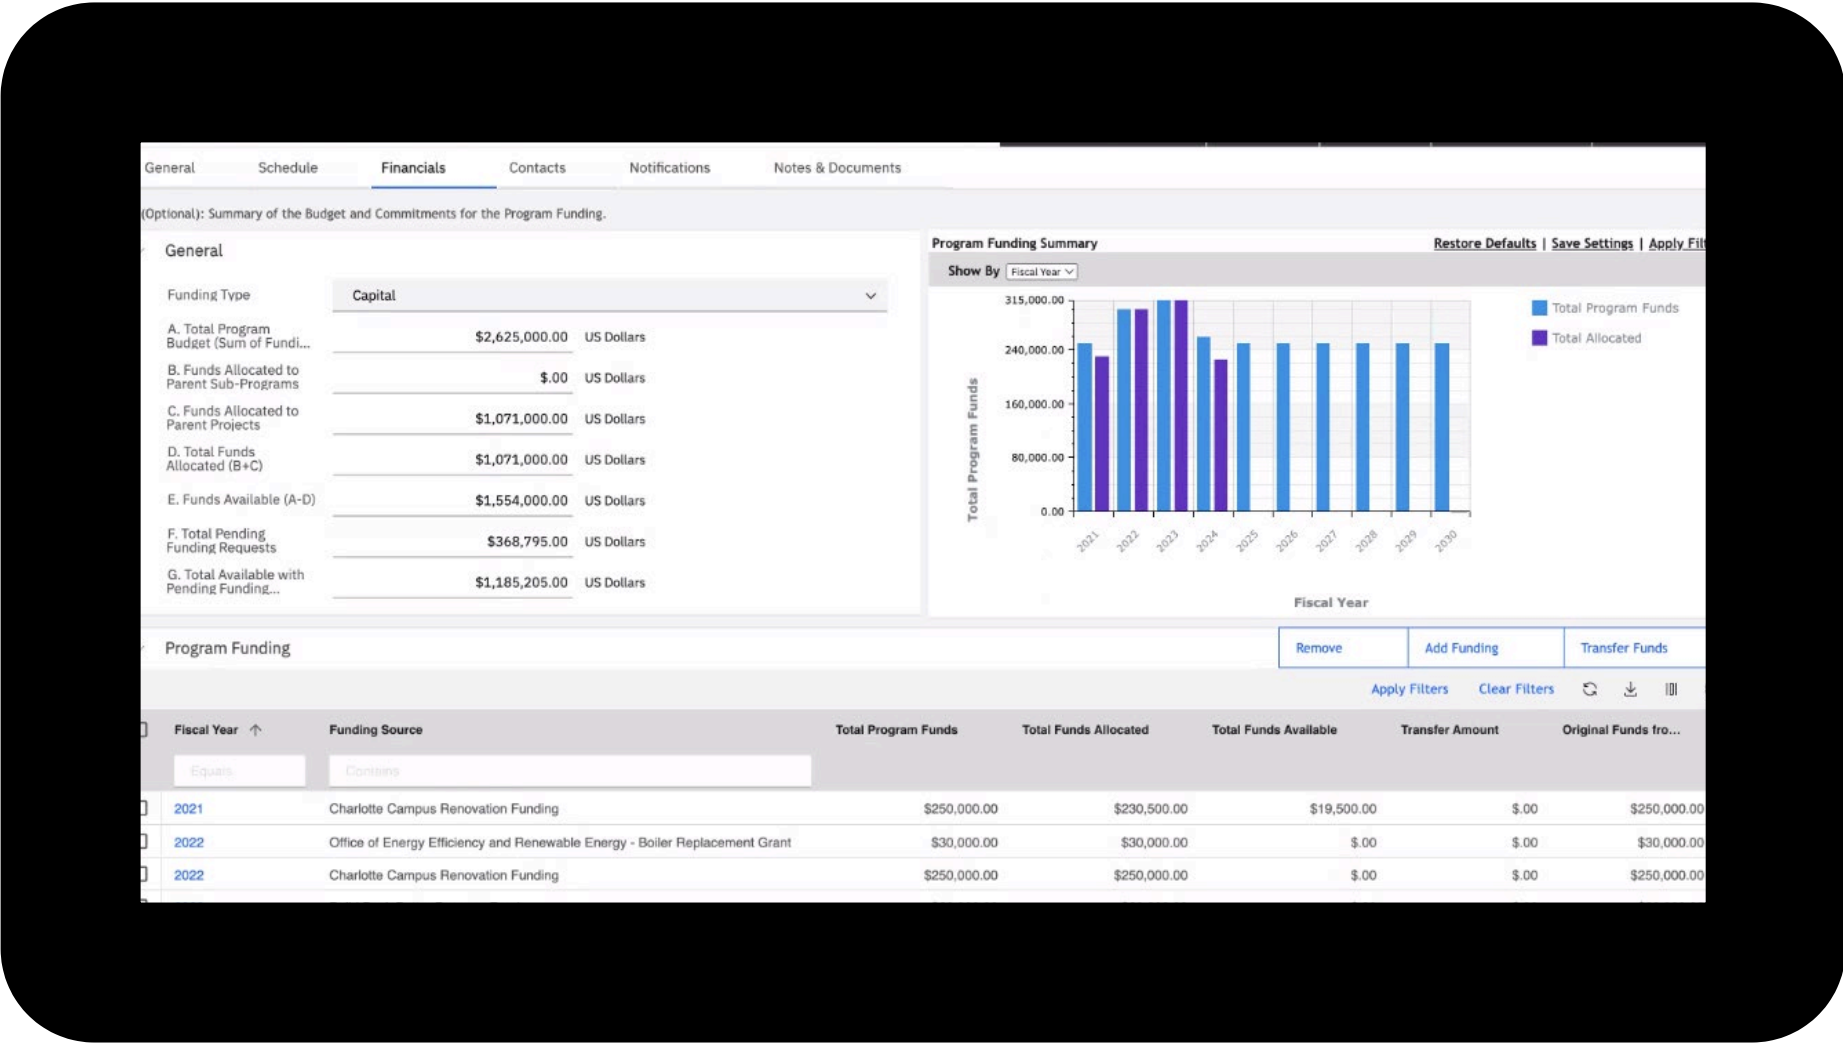 General Schedule Financials Contacts Notifications Notes & Documents
(Optional): Summary of the Budget and Commitments for the Program Funding.
General
Funding Type Capital
A. Total Program
Budget (Sum of Fundi... $2,625,000.00 US Dollars
B. Funds Allocated to
Parent Sub-Programs $.00 US Dollars
C. Funds Allocated to
Parent Projects $1,071,000.00 US Dollars
D. Total Funds
Allocated (B+C) $1,071,000.00 US Dollars
E. Funds Available (A-D) $1,554,000.00 US Dollars
F. Total Pending
Funding Requests $368,795.00 US Dollars
G. Total Available with
Pending Funding... $1,185,205.00 US Dollars
Program Funding Summary Restore Defaults | Save Settings | Apply Filt
Show By Fiscal Year
315,000.00
240,000.00
160,000.00
80,000.00
0.00
Total Program Funds
2021 2022 2023 2024 2025 2026 2027 2028 2029 2030
Fiscal Year
Total Program Funds
Total Allocated
Program Funding Remove Add Funding Transfer Funds
Apply Filters Clear Filters
Fiscal Year Funding Source Total Program Funds Total Funds Allocated Total Funds Available Transfer Amount Original Funds fro...
Equals Contains
2021 Charlotte Campus Renovation Funding $250,000.00 $230,500.00 $19,500.00 $.00 $250,000.00
2022 Office of Energy Efficiency and Renewable Energy - Boiler Replacement Grant $30,000.00 $30,000.00 $.00 $.00 $30,000.00
2022 Charlotte Campus Renovation Funding $250,000.00 $250,000.00 $.00 $.00 $250,000.00